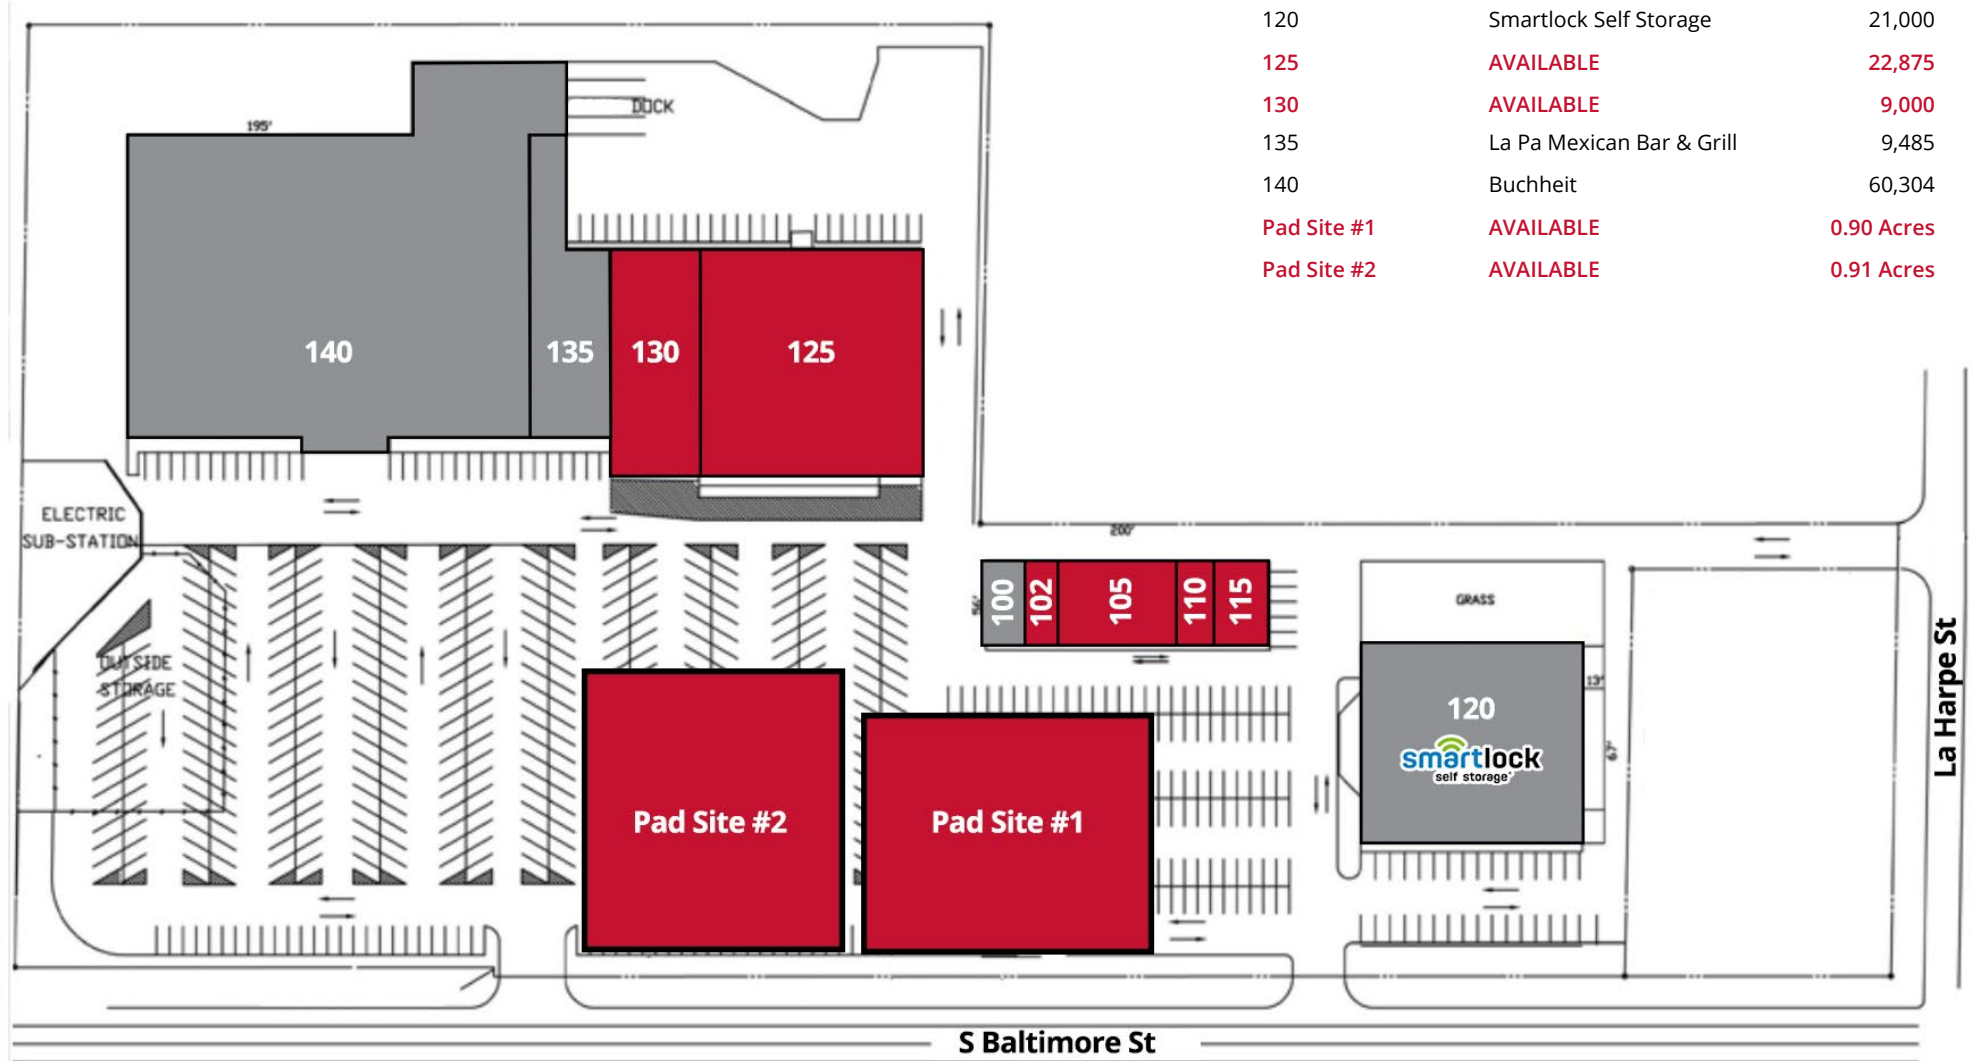 120 Smartlock Self Storage 21,000
125 AVAILABLE 22,875
130 AVAILABLE 9,000
135 La Pa Mexican Bar & Grill 9,485
140 Buchheit 60,304
Pad Site #1 AVAILABLE 0.90 Acres
Pad Site #2 AVAILABLE 0.91 Acres
DOCK
195'
140
135
130
125
ELECTRIC
SUB-STATION
200'
56'
100
102
105
110
115
GRASS
OUTSIDE
STORAGE
13'
120
smartlock
self storage
67'
Pad Site #2
Pad Site #1
La Harpe St
S Baltimore St